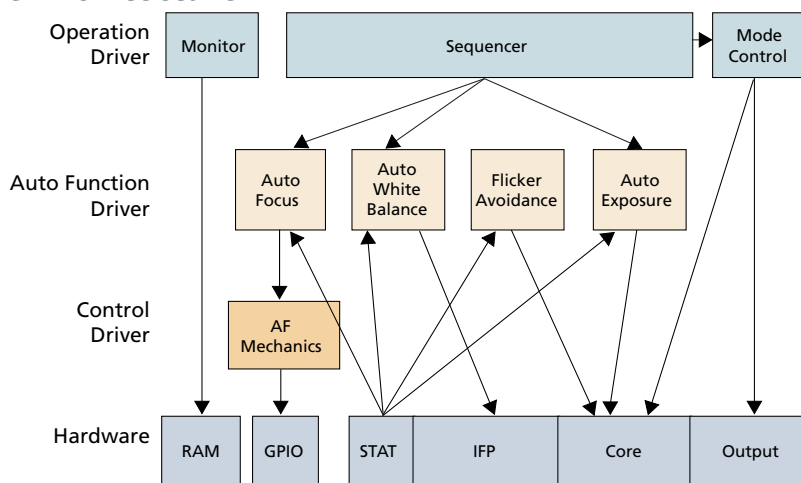 Operation
Driver
Monitor
Sequencer
Mode
Control
Auto Function
Driver
Auto
Focus
Auto
White
Balance
Flicker
Avoidance
Auto
Exposure
Control
Driver
AF
Mechanics
Hardware
RAM
GPIO
STAT
IFP
Core
Output